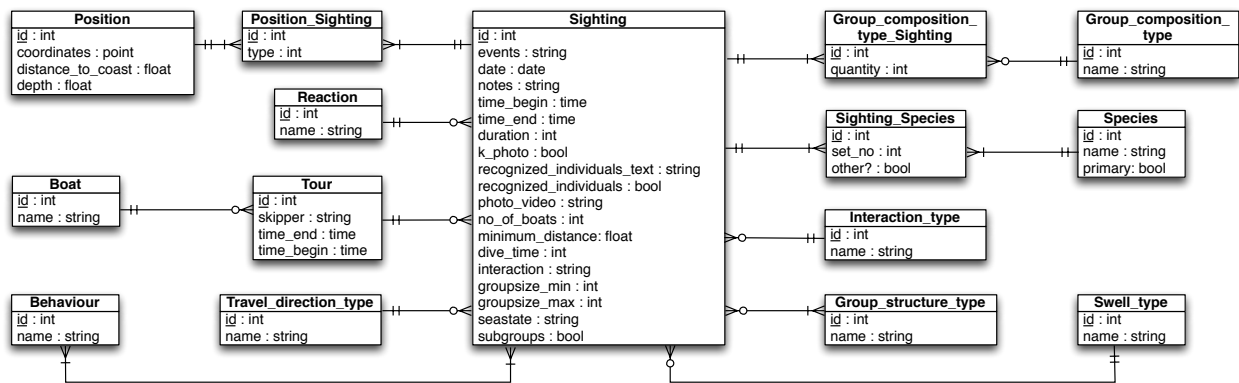 Position
id : int
coordinates : point
distance_to_coast : float
depth : float
Position_Sighting
id : int
type : int
Reaction
id : int
name : string
Boat
id : int
name : string
Tour
id : int
skipper : string
time_end : time
time_begin : time
Behaviour
id : int
name : string
Travel_direction_type
id : int
name : string
Sighting
id : int
events : string
date : date
notes : string
time_begin : time
time_end : time
duration : int
k_photo : bool
recognized_individuals_text : string
recognized_individuals : bool
photo_video : string
no_of_boats : int
minimum_distance: float
dive_time : int
interaction : string
groupsize_min : int
groupsize_max : int
seastate : string
subgroups : bool
Group_composition_
type_Sighting
id : int
quantity : int
Group_composition_
type
id : int
name : string
Sighting_Species
id : int
set_no : int
other? : bool
Species
id : int
name : string
primary: bool
Interaction_type
id : int
name : string
Group_structure_type
id : int
name : string
Swell_type
id : int
name : string